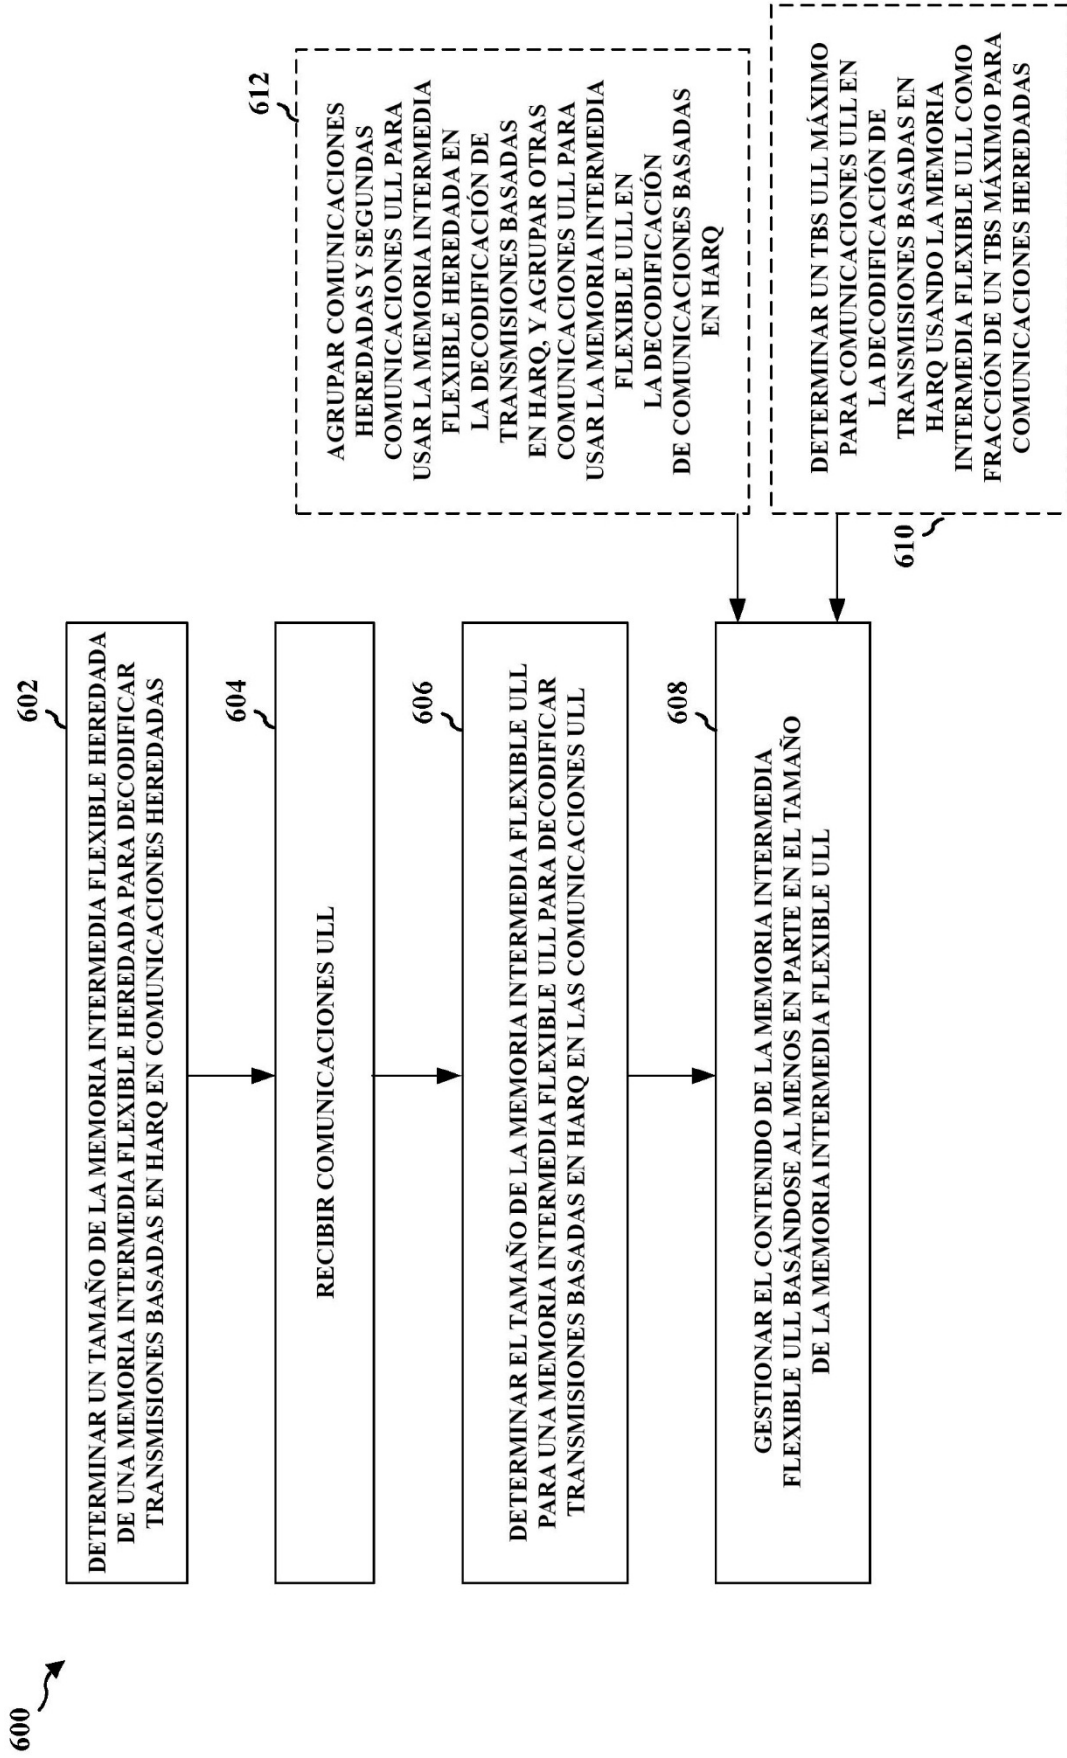 600
602
DETERMINAR UN TAMAÑO DE LA MEMORIA INTERMEDIA FLEXIBLE HEREDADA
DE UNA MEMORIA INTERMEDIA FLEXIBLE HEREDADA PARA DECODIFICAR
TRANSMISIONES BASADAS EN HARQ EN COMUNICACIONES HEREDADAS
604
RECIBIR COMUNICACIONES ULL
606
DETERMINAR EL TAMAÑO DE LA MEMORIA INTERMEDIA FLEXIBLE ULL
PARA UNA MEMORIA INTERMEDIA FLEXIBLE ULL PARA DECODIFICAR
TRANSMISIONES BASADAS EN HARQ EN LAS COMUNICACIONES ULL
608
GESTIONAR EL CONTENIDO DE LA MEMORIA INTERMEDIA
FLEXIBLE ULL BASÁNDOSE AL MENOS EN PARTE EN EL TAMAÑO
DE LA MEMORIA INTERMEDIA FLEXIBLE ULL
612
AGRUPAR COMUNICACIONES
HEREDADAS Y SEGUNDAS
COMUNICACIONES ULL PARA
USAR LA MEMORIA INTERMEDIA
FLEXIBLE HEREDADA EN
LA DECODIFICACIÓN DE
TRANSMISIONES BASADAS
EN HARQ, Y AGRUPAR OTRAS
COMUNICACIONES ULL PARA
USAR LA MEMORIA INTERMEDIA
FLEXIBLE ULL EN
LA DECODIFICACIÓN
DE COMUNICACIONES BASADAS
EN HARQ
610
DETERMINAR UN TBS ULL MÁXIMO
PARA COMUNICACIONES ULL EN
LA DECODIFICACIÓN DE
TRANSMISIONES BASADAS EN
HARQ USANDO LA MEMORIA
INTERMEDIA FLEXIBLE ULL COMO
FRACCIÓN DE UN TBS MÁXIMO PARA
COMUNICACIONES HEREDADAS